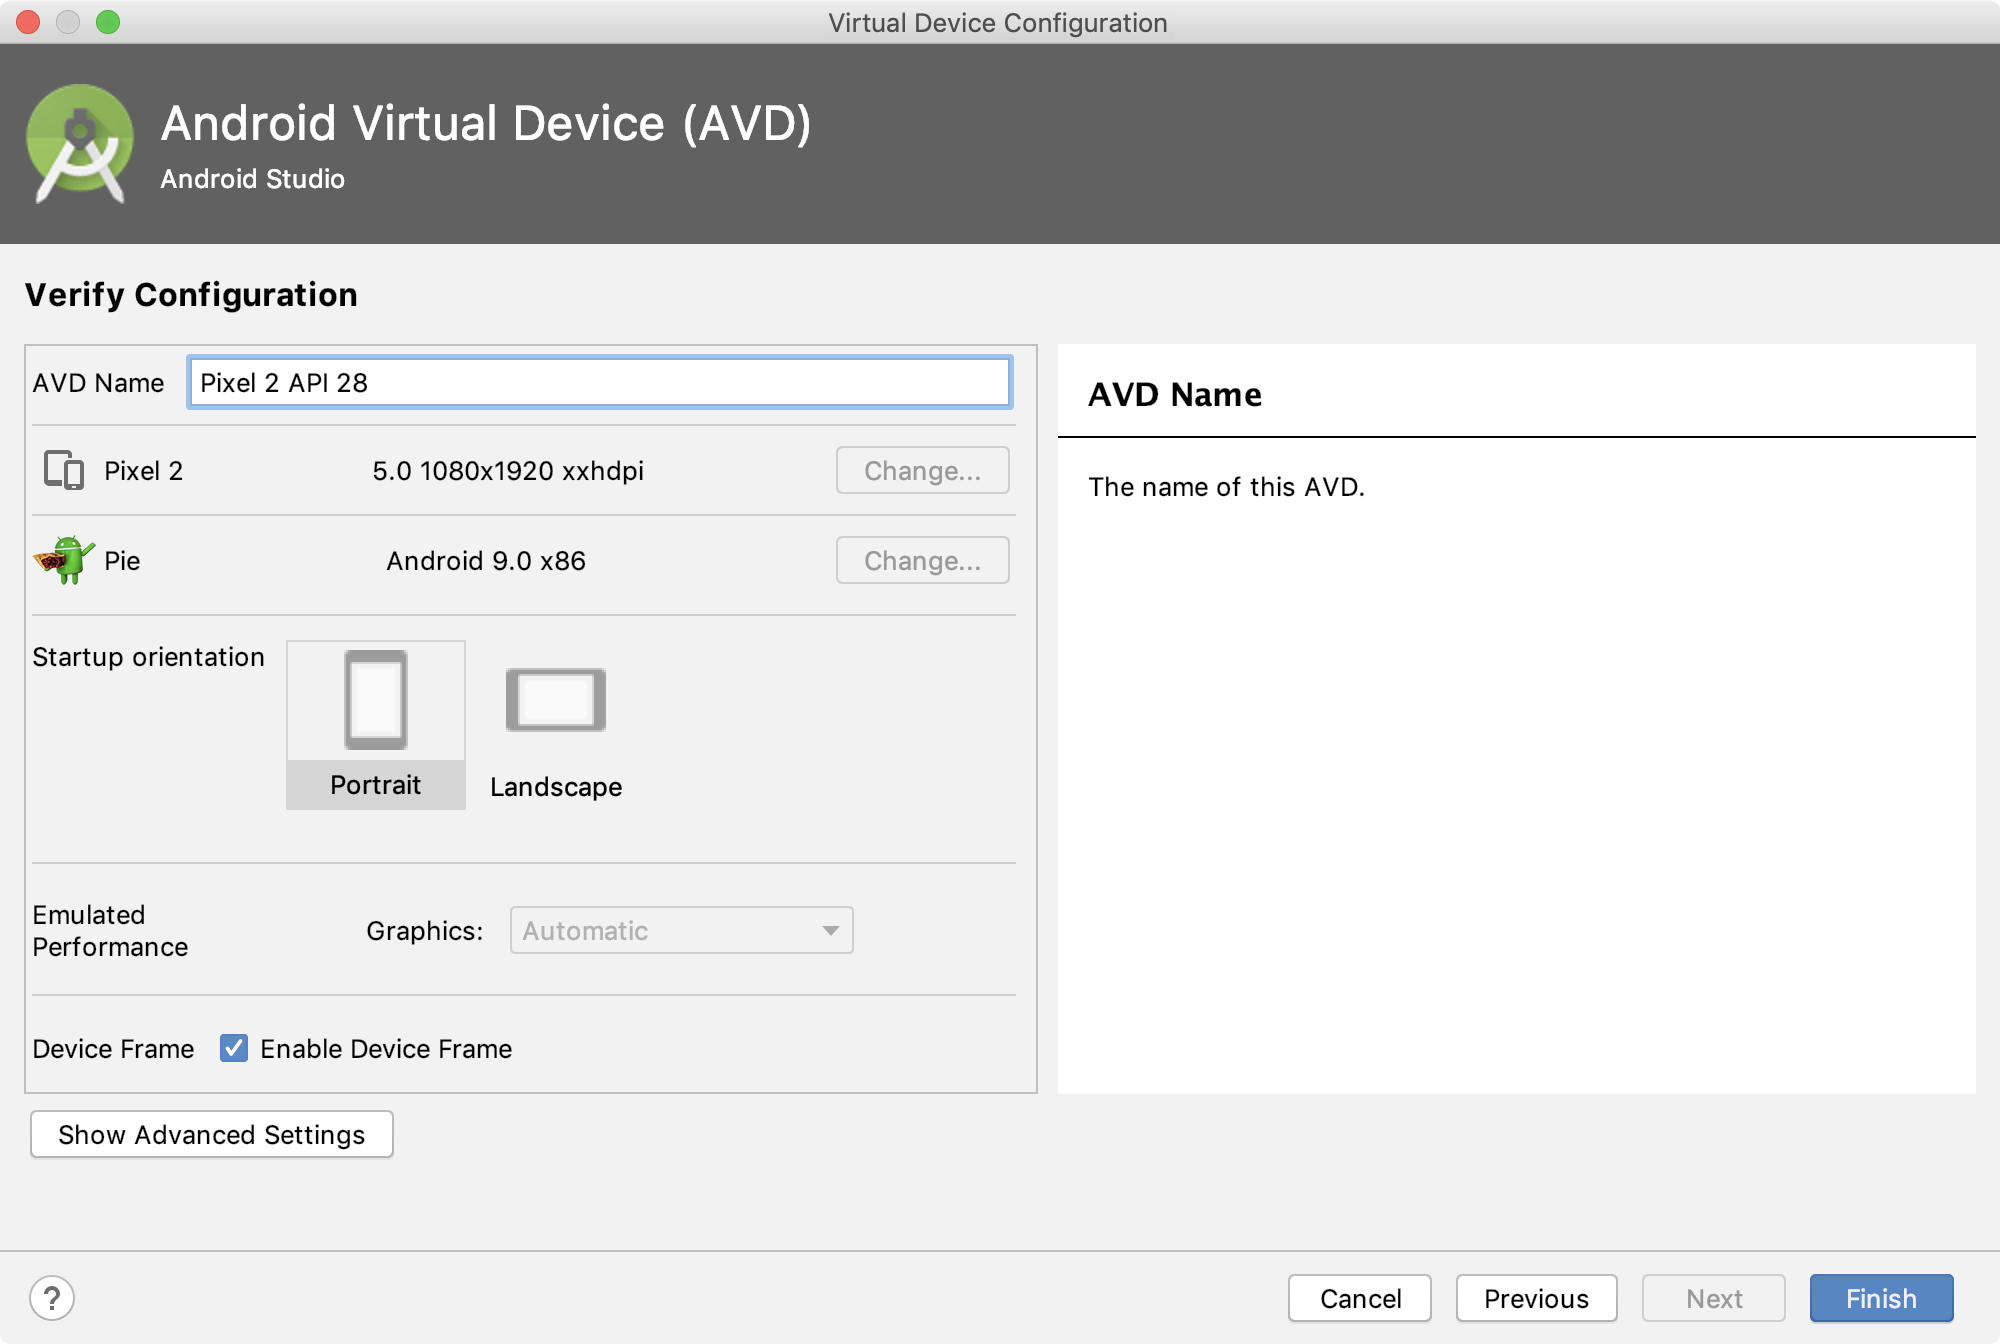 Virtual Device Configuration
Android Virtual Device (AVD)
Android Studio
Verify Configuration
AVD Name Pixel 2 API 28
Pixel 2 5.0 1080x1920 xxhdpi Change...
Pie Android 9.0 x86 Change...
Startup orientation
Portrait Landscape
Emulated
Performance
Graphics: Automatic
Device Frame Enable Device Frame
Show Advanced Settings
AVD Name
The name of this AVD.
? Cancel Previous Next Finish